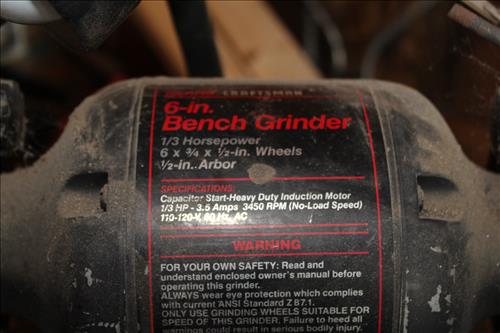 CRAFTSMAN
6-in.
Bench Grinder
1/3 Horsepower
6 x 3/4 x 1/2-in. Wheels
1/2-in. Arbor
SPECIFICATIONS:
Capacitor Start-Heavy Duty Induction Motor
1/3 HP - 3.5 Amps 3450 RPM (No-Load Speed)
110-120-V, 60 Hz, AC
WARNING
FOR YOUR OWN SAFETY: Read and
understand enclosed owner's manual before
operating this grinder.
ALWAYS wear eye protection which complies
with current ANSI Standard Z 87.1.
ONLY USE GRINDING WHEELS SUITABLE FOR
SPEED OF THIS GRINDER. Failure to heed all
warnings could result in serious bodily injury.